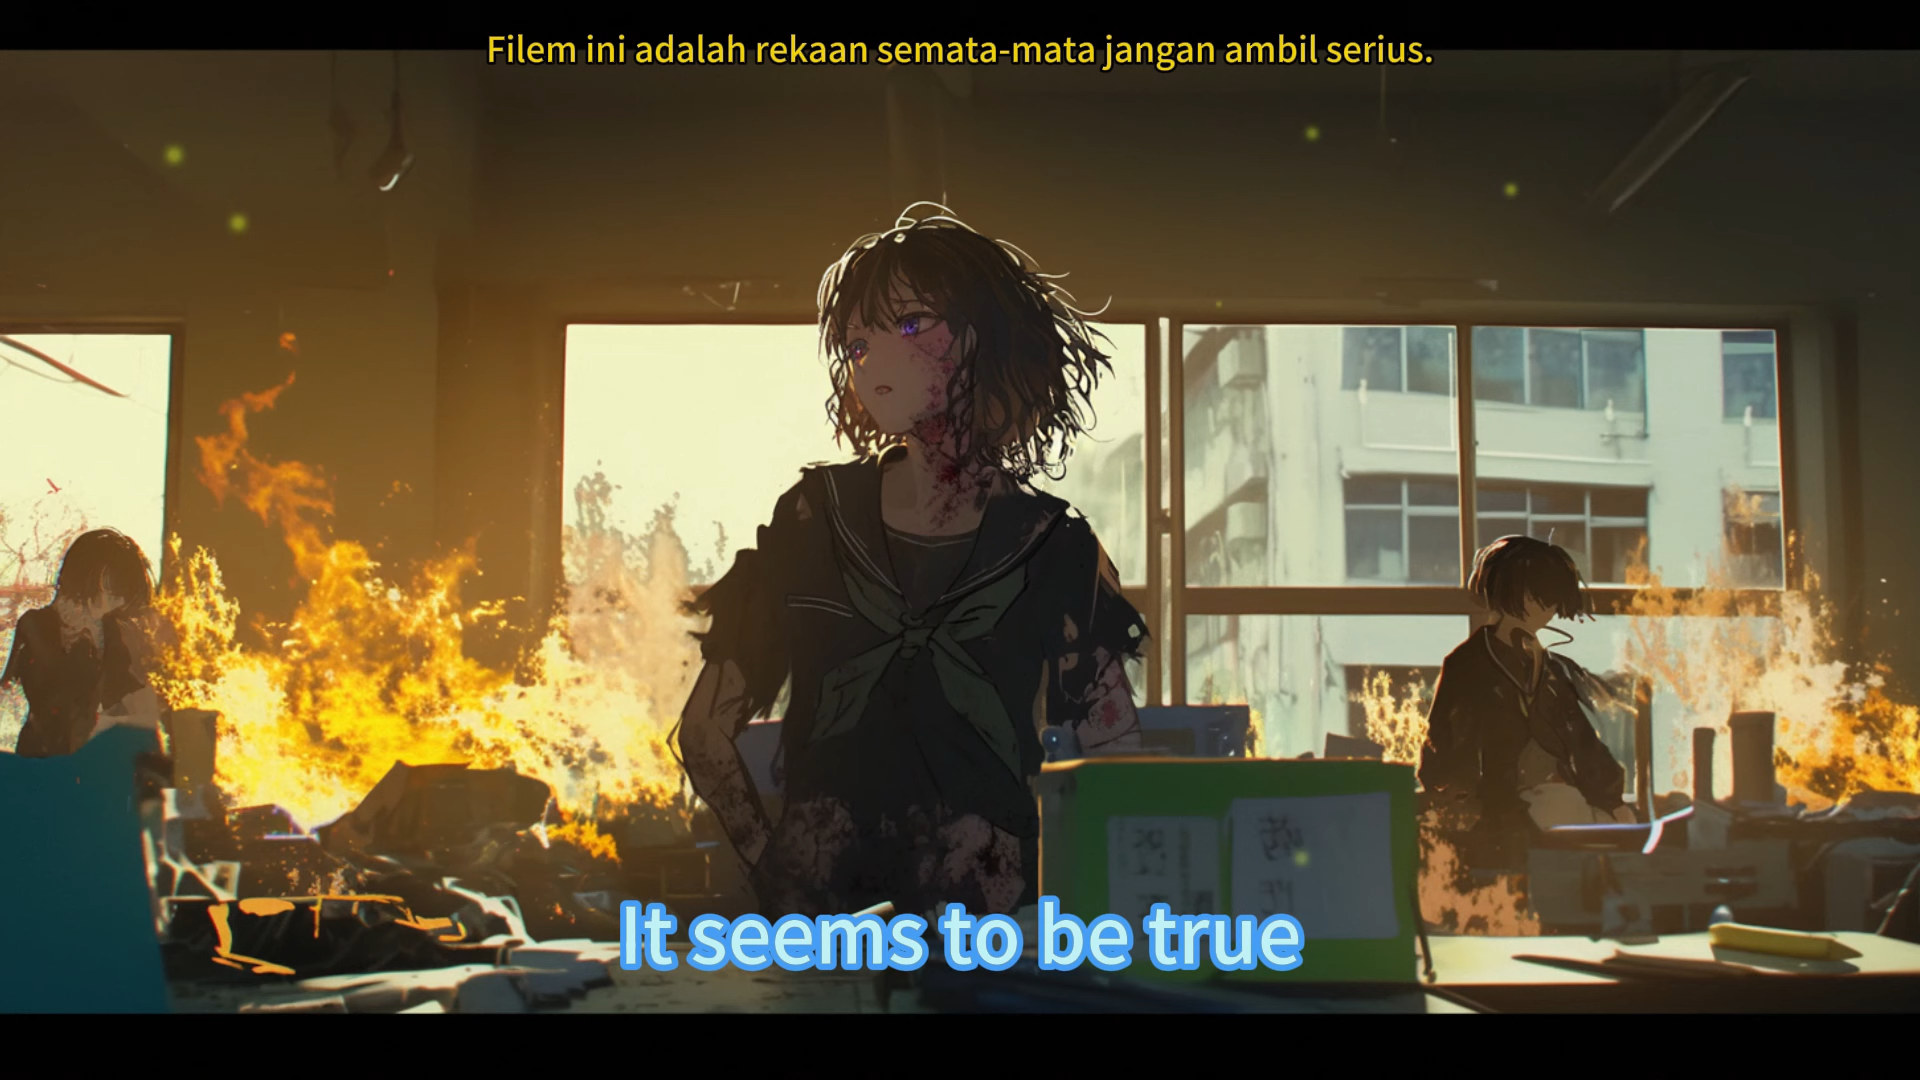 Filem ini adalah rekaan semata-mata jangan ambil serius.
It seems to be true